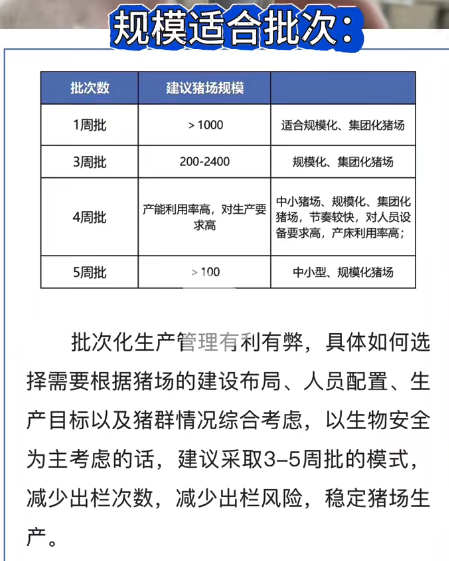 规模适合批次：
批次数 建议猪场规模
1周批 ＞1000 适合规模化、集团化猪场
3周批 200-2400 规模化、集团化猪场
4周批 产能利用率高，对生产要求高 中小猪场、规模化、集团化猪场，节奏较快，对人员设备要求高，产床利用率高；
5周批 ＞100 中小型、规模化猪场
批次化生产管理有利有弊，具体如何选
择需要根据猪场的建设布局、人员配置、生
产目标以及猪群情况综合考虑，以生物安全
为主考虑的话，建议采取3-5周批的模式，
减少出栏次数，减少出栏风险，稳定猪场生
产。